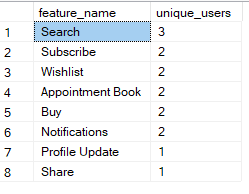 feature_name unique_users
1 Search 3
2 Subscribe 2
3 Wishlist 2
4 Appointment Book 2
5 Buy 2
6 Notifications 2
7 Profile Update 1
8 Share 1